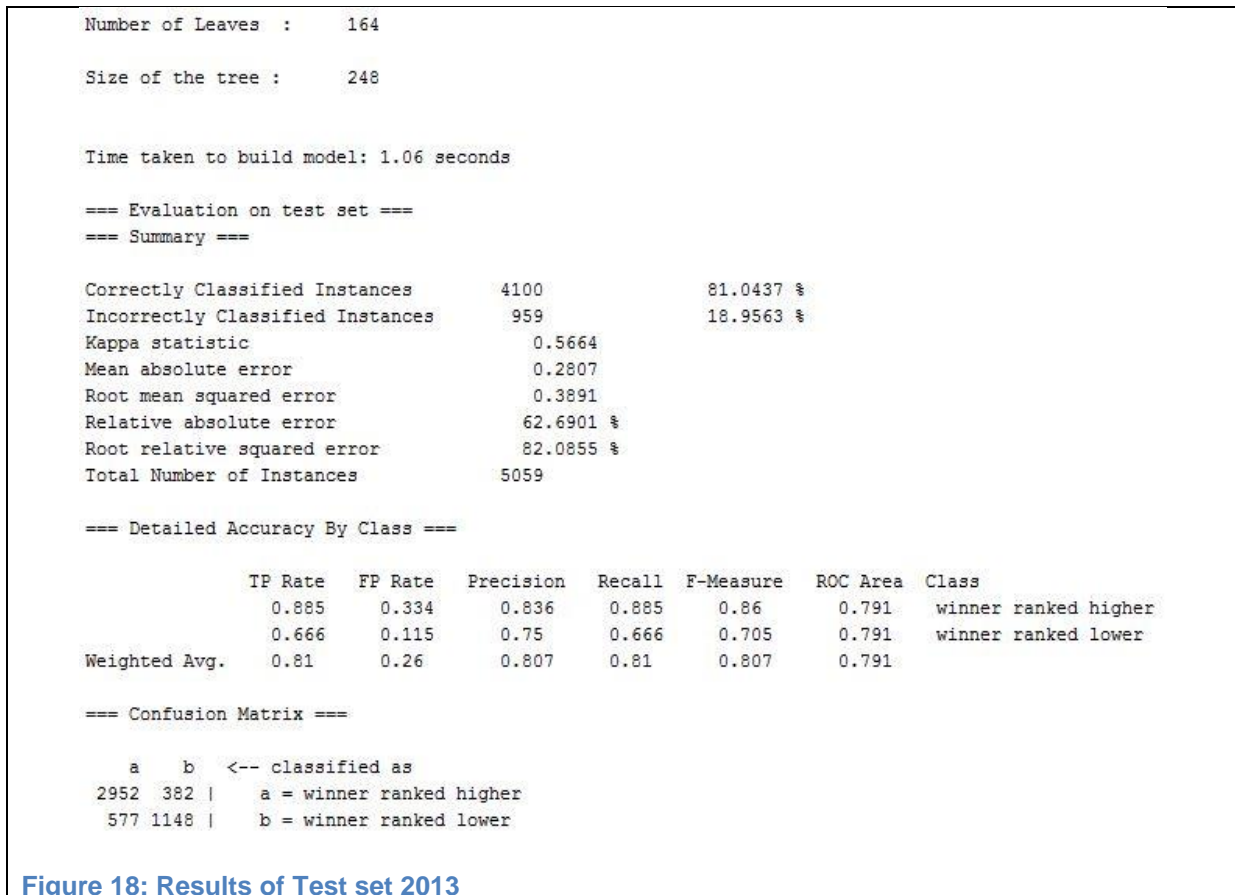 Number of Leaves : 164
Size of the tree : 248
Time taken to build model: 1.06 seconds
=== Evaluation on test set ===
=== Summary ===
Correctly Classified Instances 4100 81.0437 %
Incorrectly Classified Instances 959 18.9563 %
Kappa statistic 0.5664
Mean absolute error 0.2807
Root mean squared error 0.3891
Relative absolute error 62.6901 %
Root relative squared error 82.0855 %
Total Number of Instances 5059
=== Detailed Accuracy By Class ===
TP Rate FP Rate Precision Recall F-Measure ROC Area Class
0.885 0.334 0.836 0.885 0.86 0.791 winner ranked higher
0.666 0.115 0.75 0.666 0.705 0.791 winner ranked lower
Weighted Avg. 0.81 0.26 0.807 0.81 0.807 0.791
=== Confusion Matrix ===
a b <-- classified as
2952 382 | a = winner ranked higher
577 1148 | b = winner ranked lower
Figure 18: Results of Test set 2013